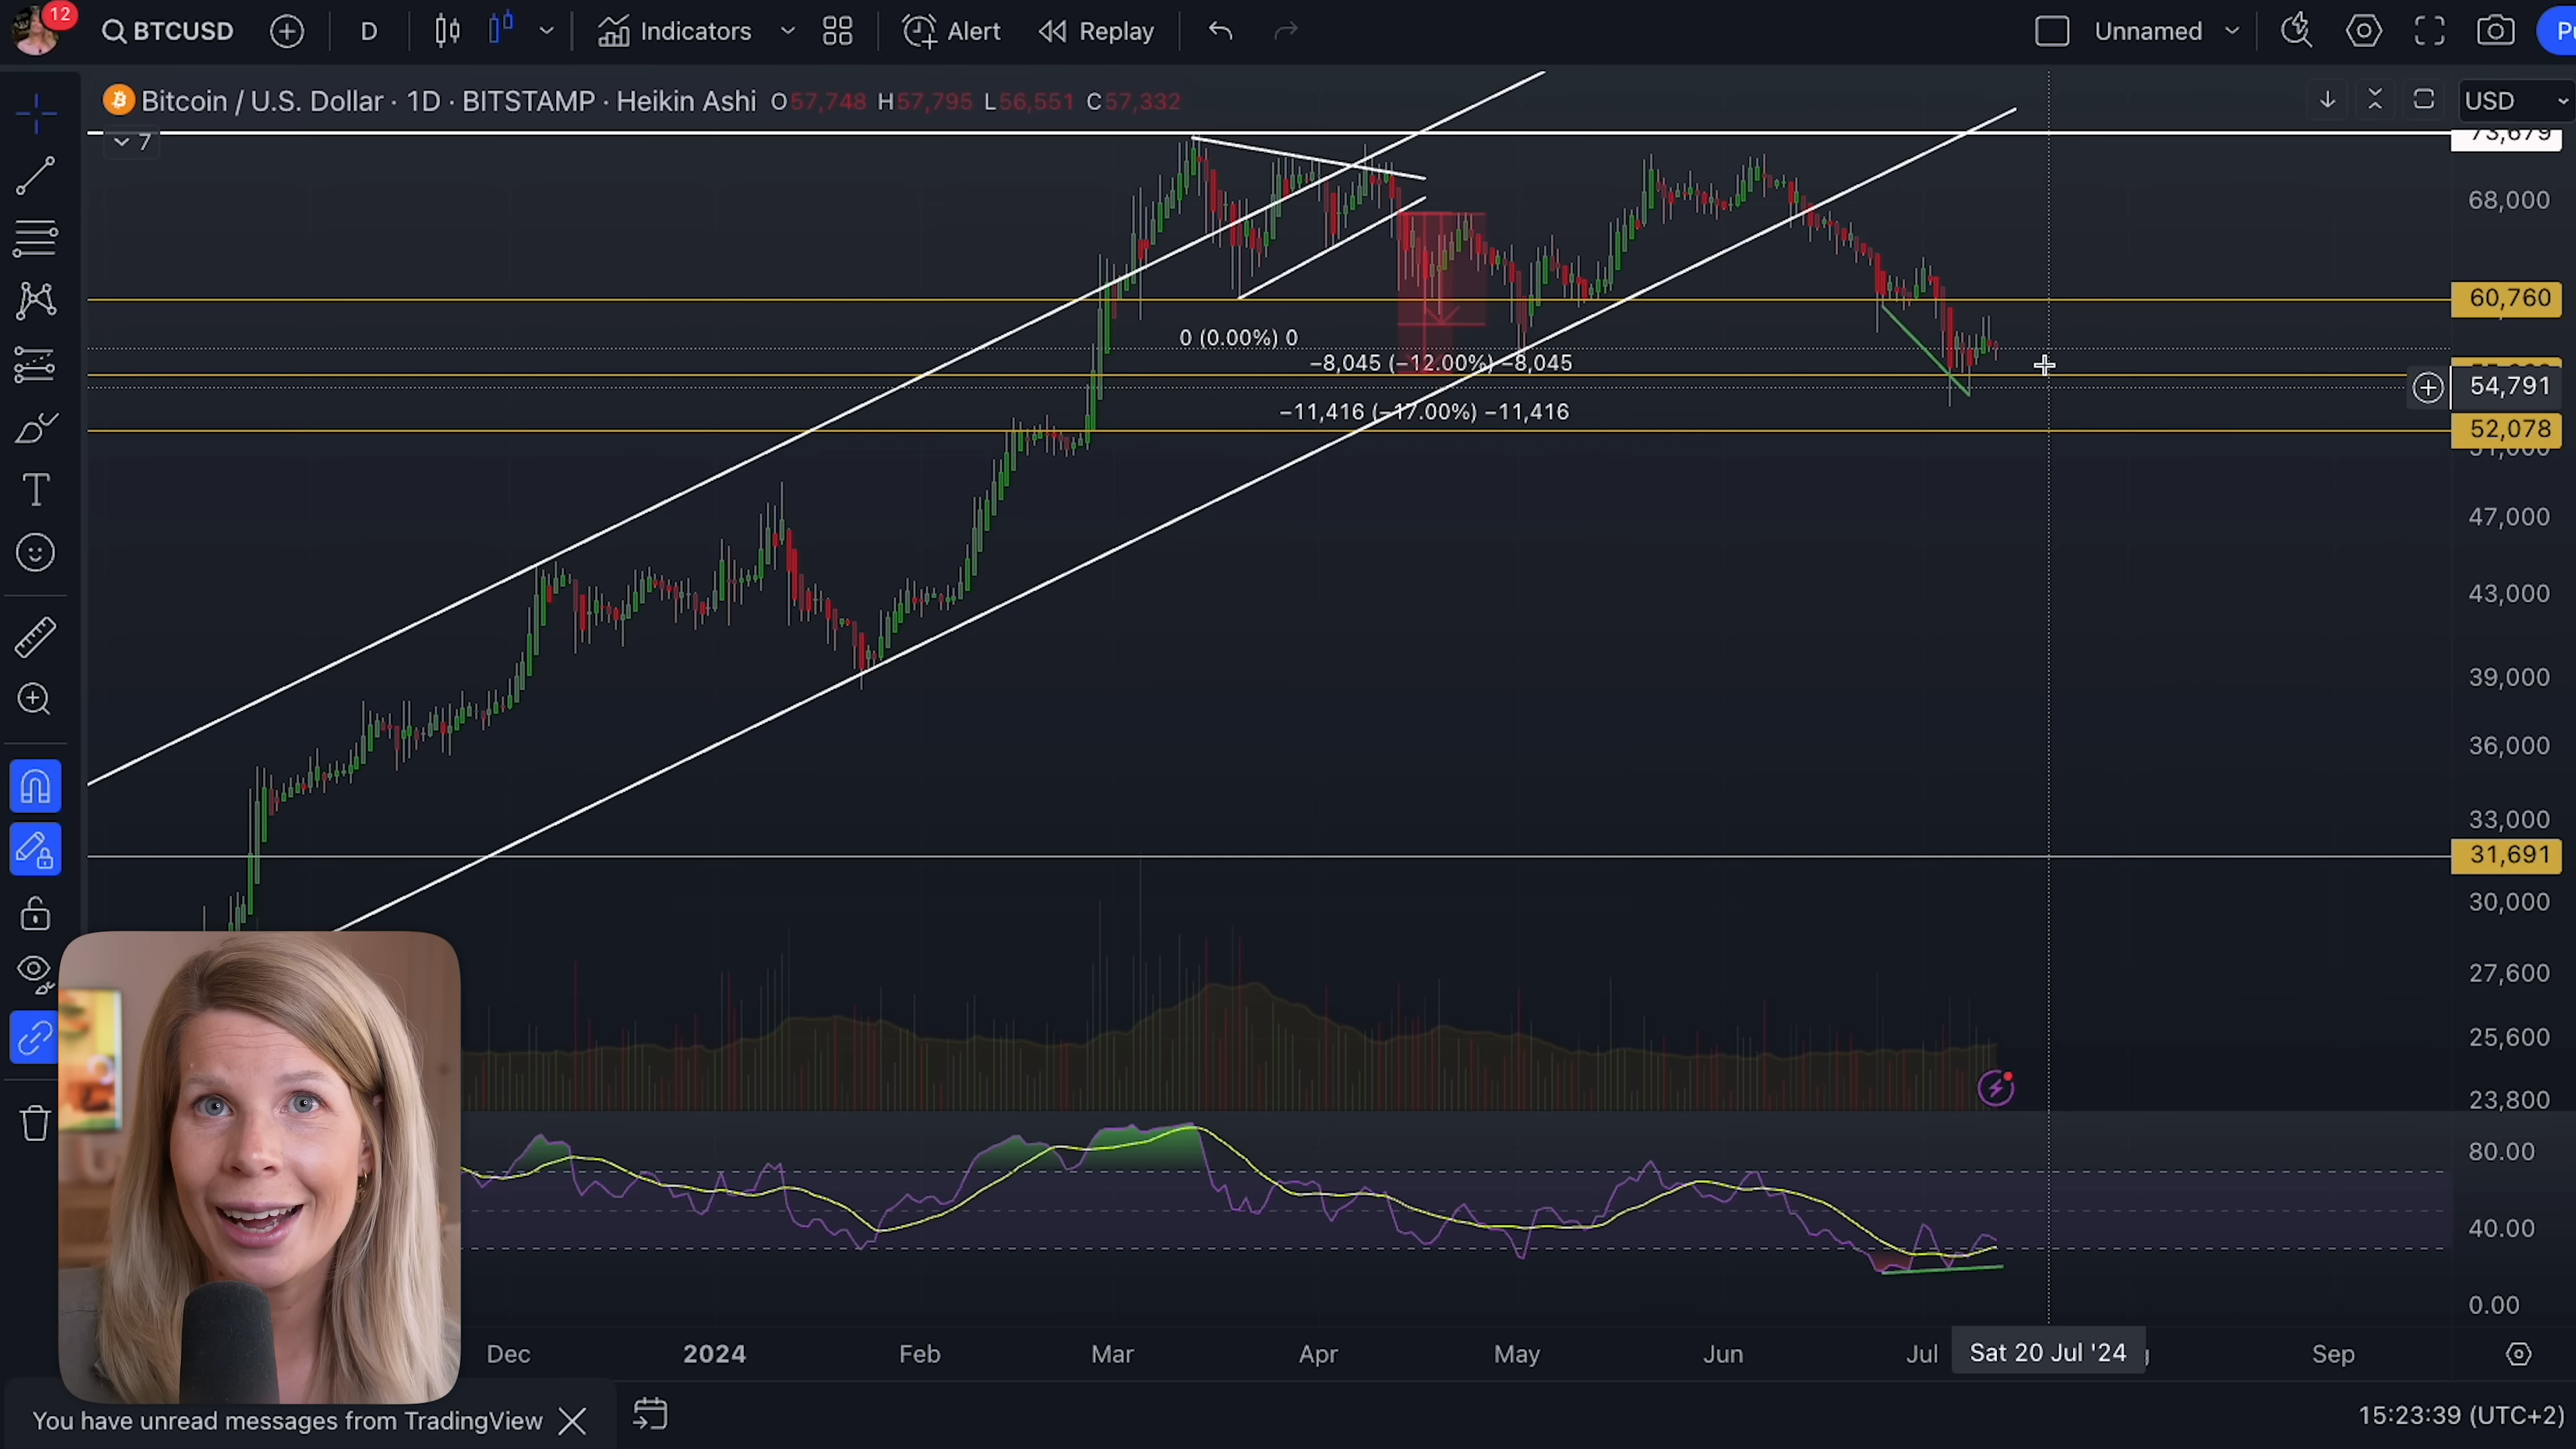 12
BTCUSD
D
Indicators
Alert
Replay
Unnamed
Bitcoin / U.S. Dollar · 1D · BITSTAMP · Heikin Ashi O57,748 H57,795 L56,551 C57,332
USD
7
73,679
68,000
60,760
0 (0.00%) 0
−8,045 (−12.00%) −8,045
54,791
−11,416 (−17.00%) −11,416
52,078
51,000
47,000
43,000
39,000
36,000
33,000
31,691
30,000
27,600
25,600
23,800
80.00
40.00
0.00
Dec
2024
Feb
Mar
Apr
May
Jun
Jul
Sat 20 Jul '24
Sep
You have unread messages from TradingView
15:23:39 (UTC+2)